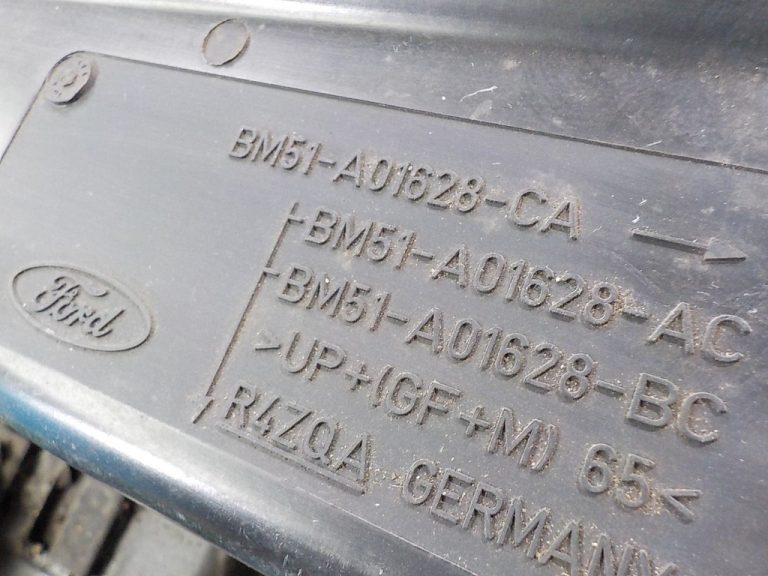 BM51-A01628-CA
BM51-A01628-AC
BM51-A01628-BC
>UP+(GF+M) 65<
R4ZQA GERMANY
Ford